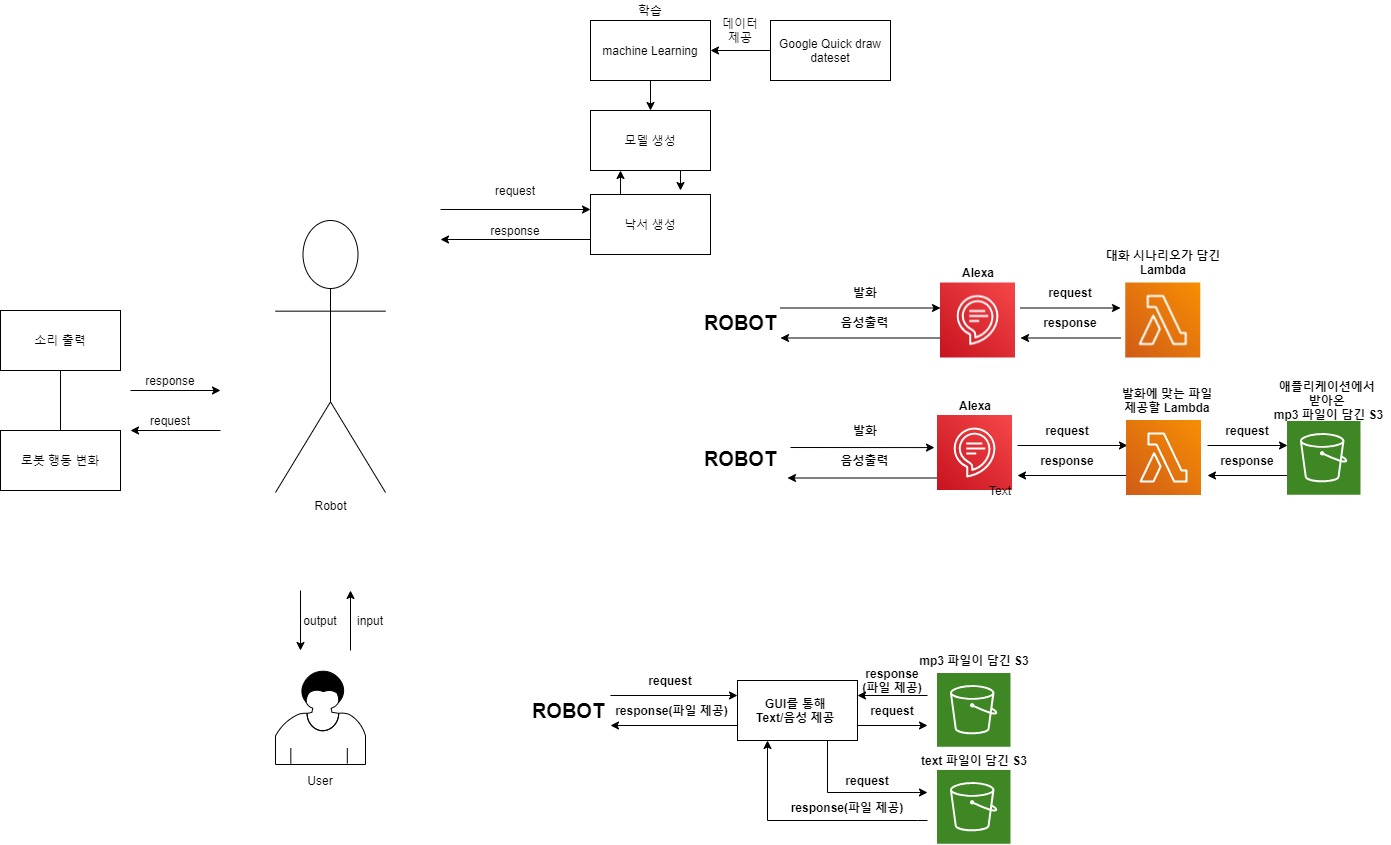 학습
machine Learning
데이터
제공
Google Quick draw
dateset
모델 생성
request
낙서 생성
response
소리 출력
response
request
로봇 행동 변화
Robot
대화 시나리오가 담긴
Lambda
Alexa
발화
request
ROBOT
음성출력
response
애플리케이션에서
받아온
mp3 파일이 담긴 S3
발화에 맞는 파일
제공할 Lambda
Alexa
발화
request
request
ROBOT
음성출력
response
response
Text
output
input
User
mp3 파일이 담긴 S3
response
(파일 제공)
request
ROBOT
response(파일 제공)
GUI를 통해
Text/음성 제공
request
text 파일이 담긴 S3
request
response(파일 제공)